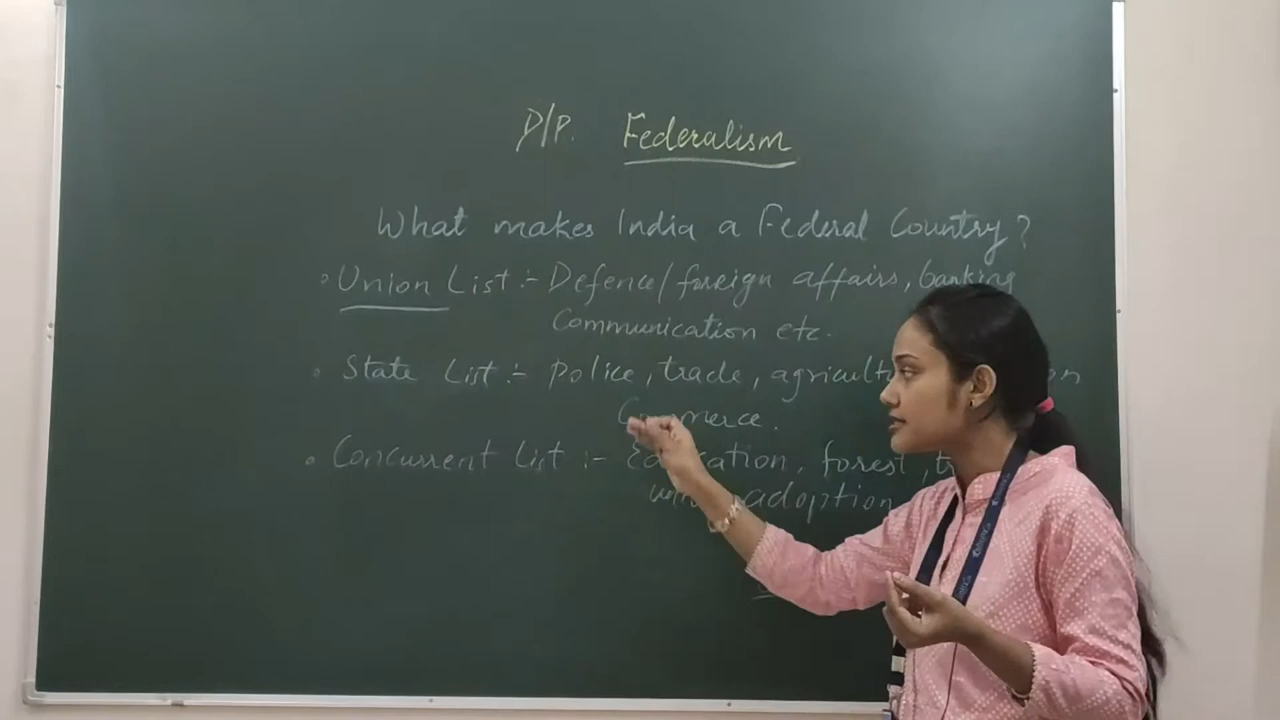 D/P. Federalism
What makes India a Federal Country?
Union List :- Defence/foreign affairs, banking
Communication etc.
State List :- Police, trade,
Commerce.
Concurrent List :- Education, forest,
adoption